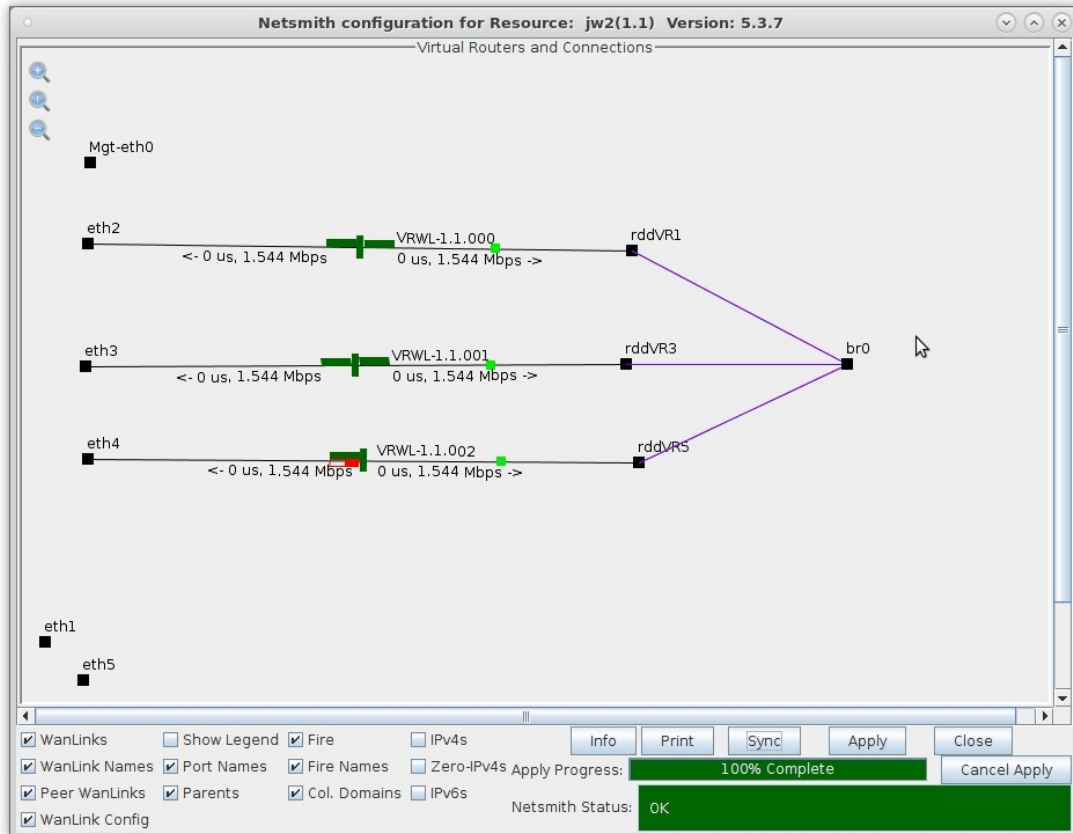 Netsmith configuration for Resource:  jw2(1.1)  Version: 5.3.7
Virtual Routers and Connections
Mgt-eth0
eth2
VRWL-1.1.000
rddVR1
<- 0 us, 1.544 Mbps
0 us, 1.544 Mbps ->
eth3
VRWL-1.1.001
rddVR3
br0
<- 0 us, 1.544 Mbps
0 us, 1.544 Mbps ->
eth4
VRWL-1.1.002
rddVR5
<- 0 us, 1.544 Mbps
0 us, 1.544 Mbps ->
eth1
eth5
WanLinks
Show Legend
Fire
IPv4s
Info
Print
Sync
Apply
Close
WanLink Names
Port Names
Fire Names
Zero-IPv4s
Apply Progress:
100% Complete
Cancel Apply
Peer WanLinks
Parents
Col. Domains
IPv6s
Netsmith Status:
OK
WanLink Config